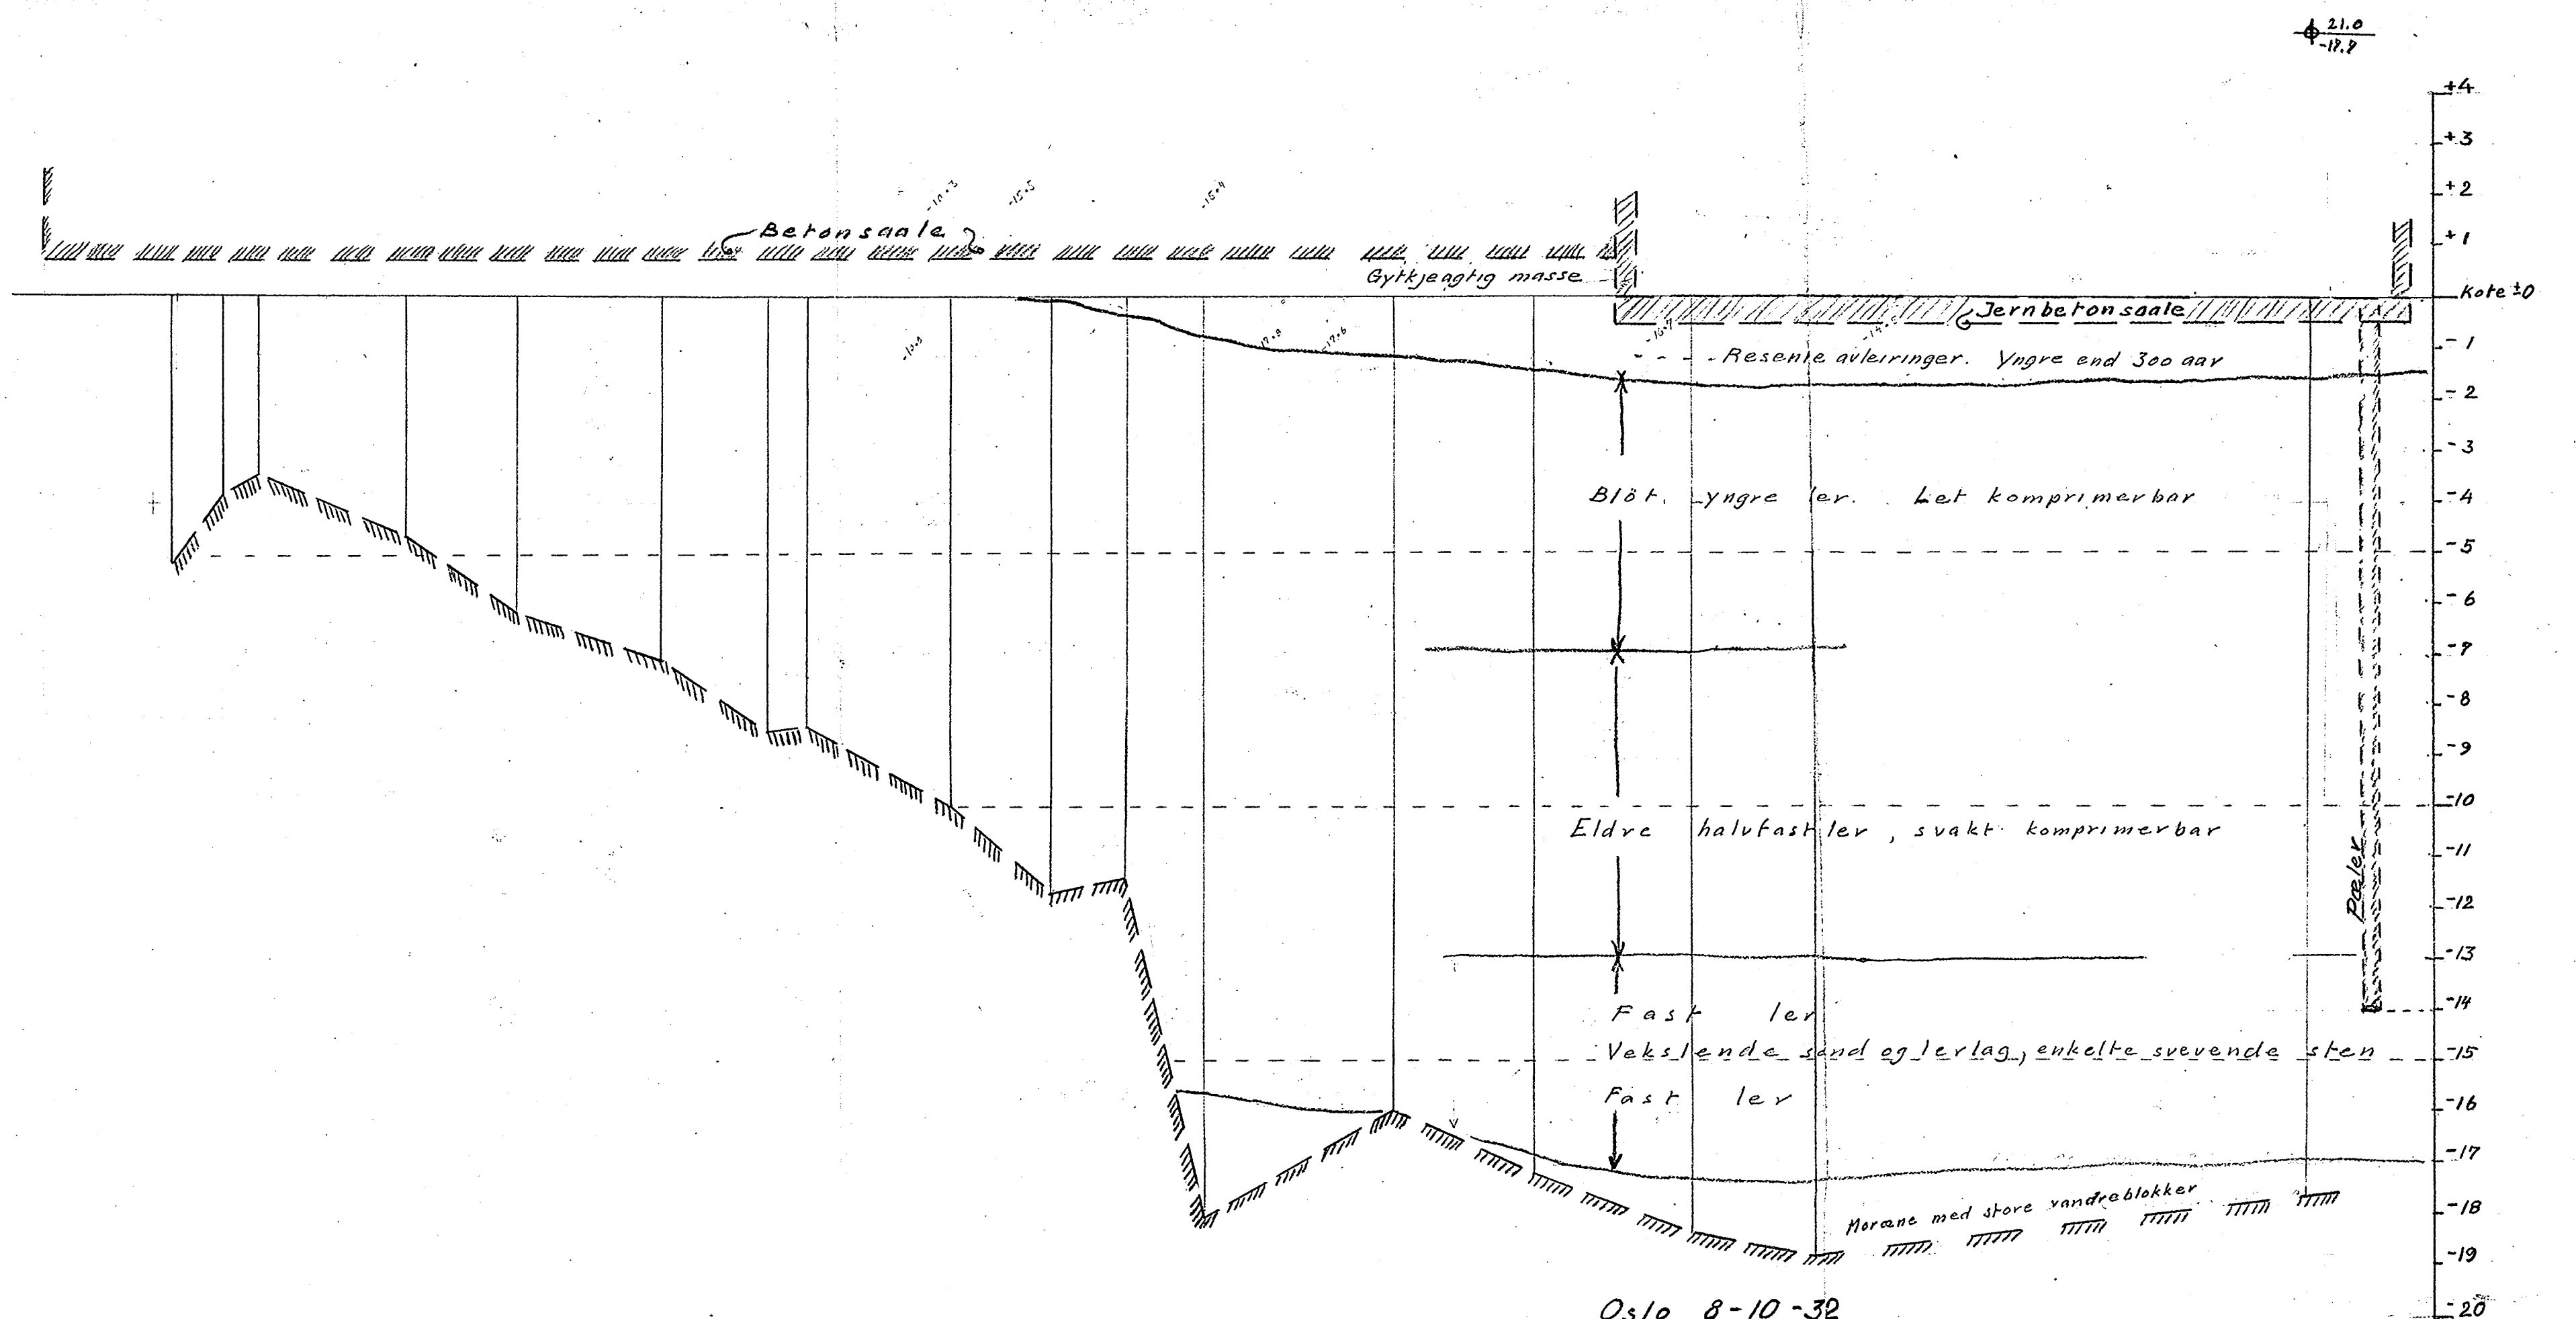 21.0
+4
+3
+2
Betonsaale
+1
Gytkjeagtig masse
Kote ±0
Jernbetonsaale
-1
Resente avleiringer. Yngre end 300 aar
-2
-3
Blöt, yngre ler. Let komprimerbar
-4
-5
-6
-7
-8
-9
-10
Eldre halvfast ler, svakt komprimerbar
-11
Pæler
-12
-13
-14
Fast ler
Vekslende sand og lerlag, enkelte svevende sten
-15
Fast ler
-16
-17
Moræne med store vandreblokker
-18
-19
Oslo 8-10-32
-20